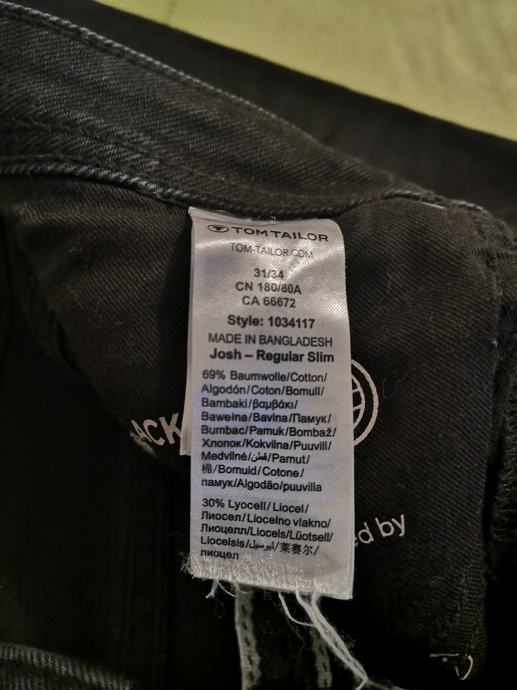 TOM TAILOR
TOM-TAILOR.COM
31/34
CN 180/80A
CA 66672
Style: 1034117
MADE IN BANGLADESH
Josh – Regular Slim
69% Baumwolle/Cotton/
Algodón/Coton/Bomull/
Bambaki/βαμβάκι/
Bawełna/Bavlna/Памук/
Bumbac/Pamuk/Bombaž/
Хлопок/Kokvilna/Puuvill/
Medvilnė/قطن/Pamut/
棉/Bomuld/Cotone/
памук/Algodão/puuvilla
30% Lyocell/Liocel/
Лиосел/Liocelno vlakno/
Лиоцелл/Liocels/Lüotsell/
Liocelsis/ليوسيل/莱赛尔/
лиоцел
ACK
ed by